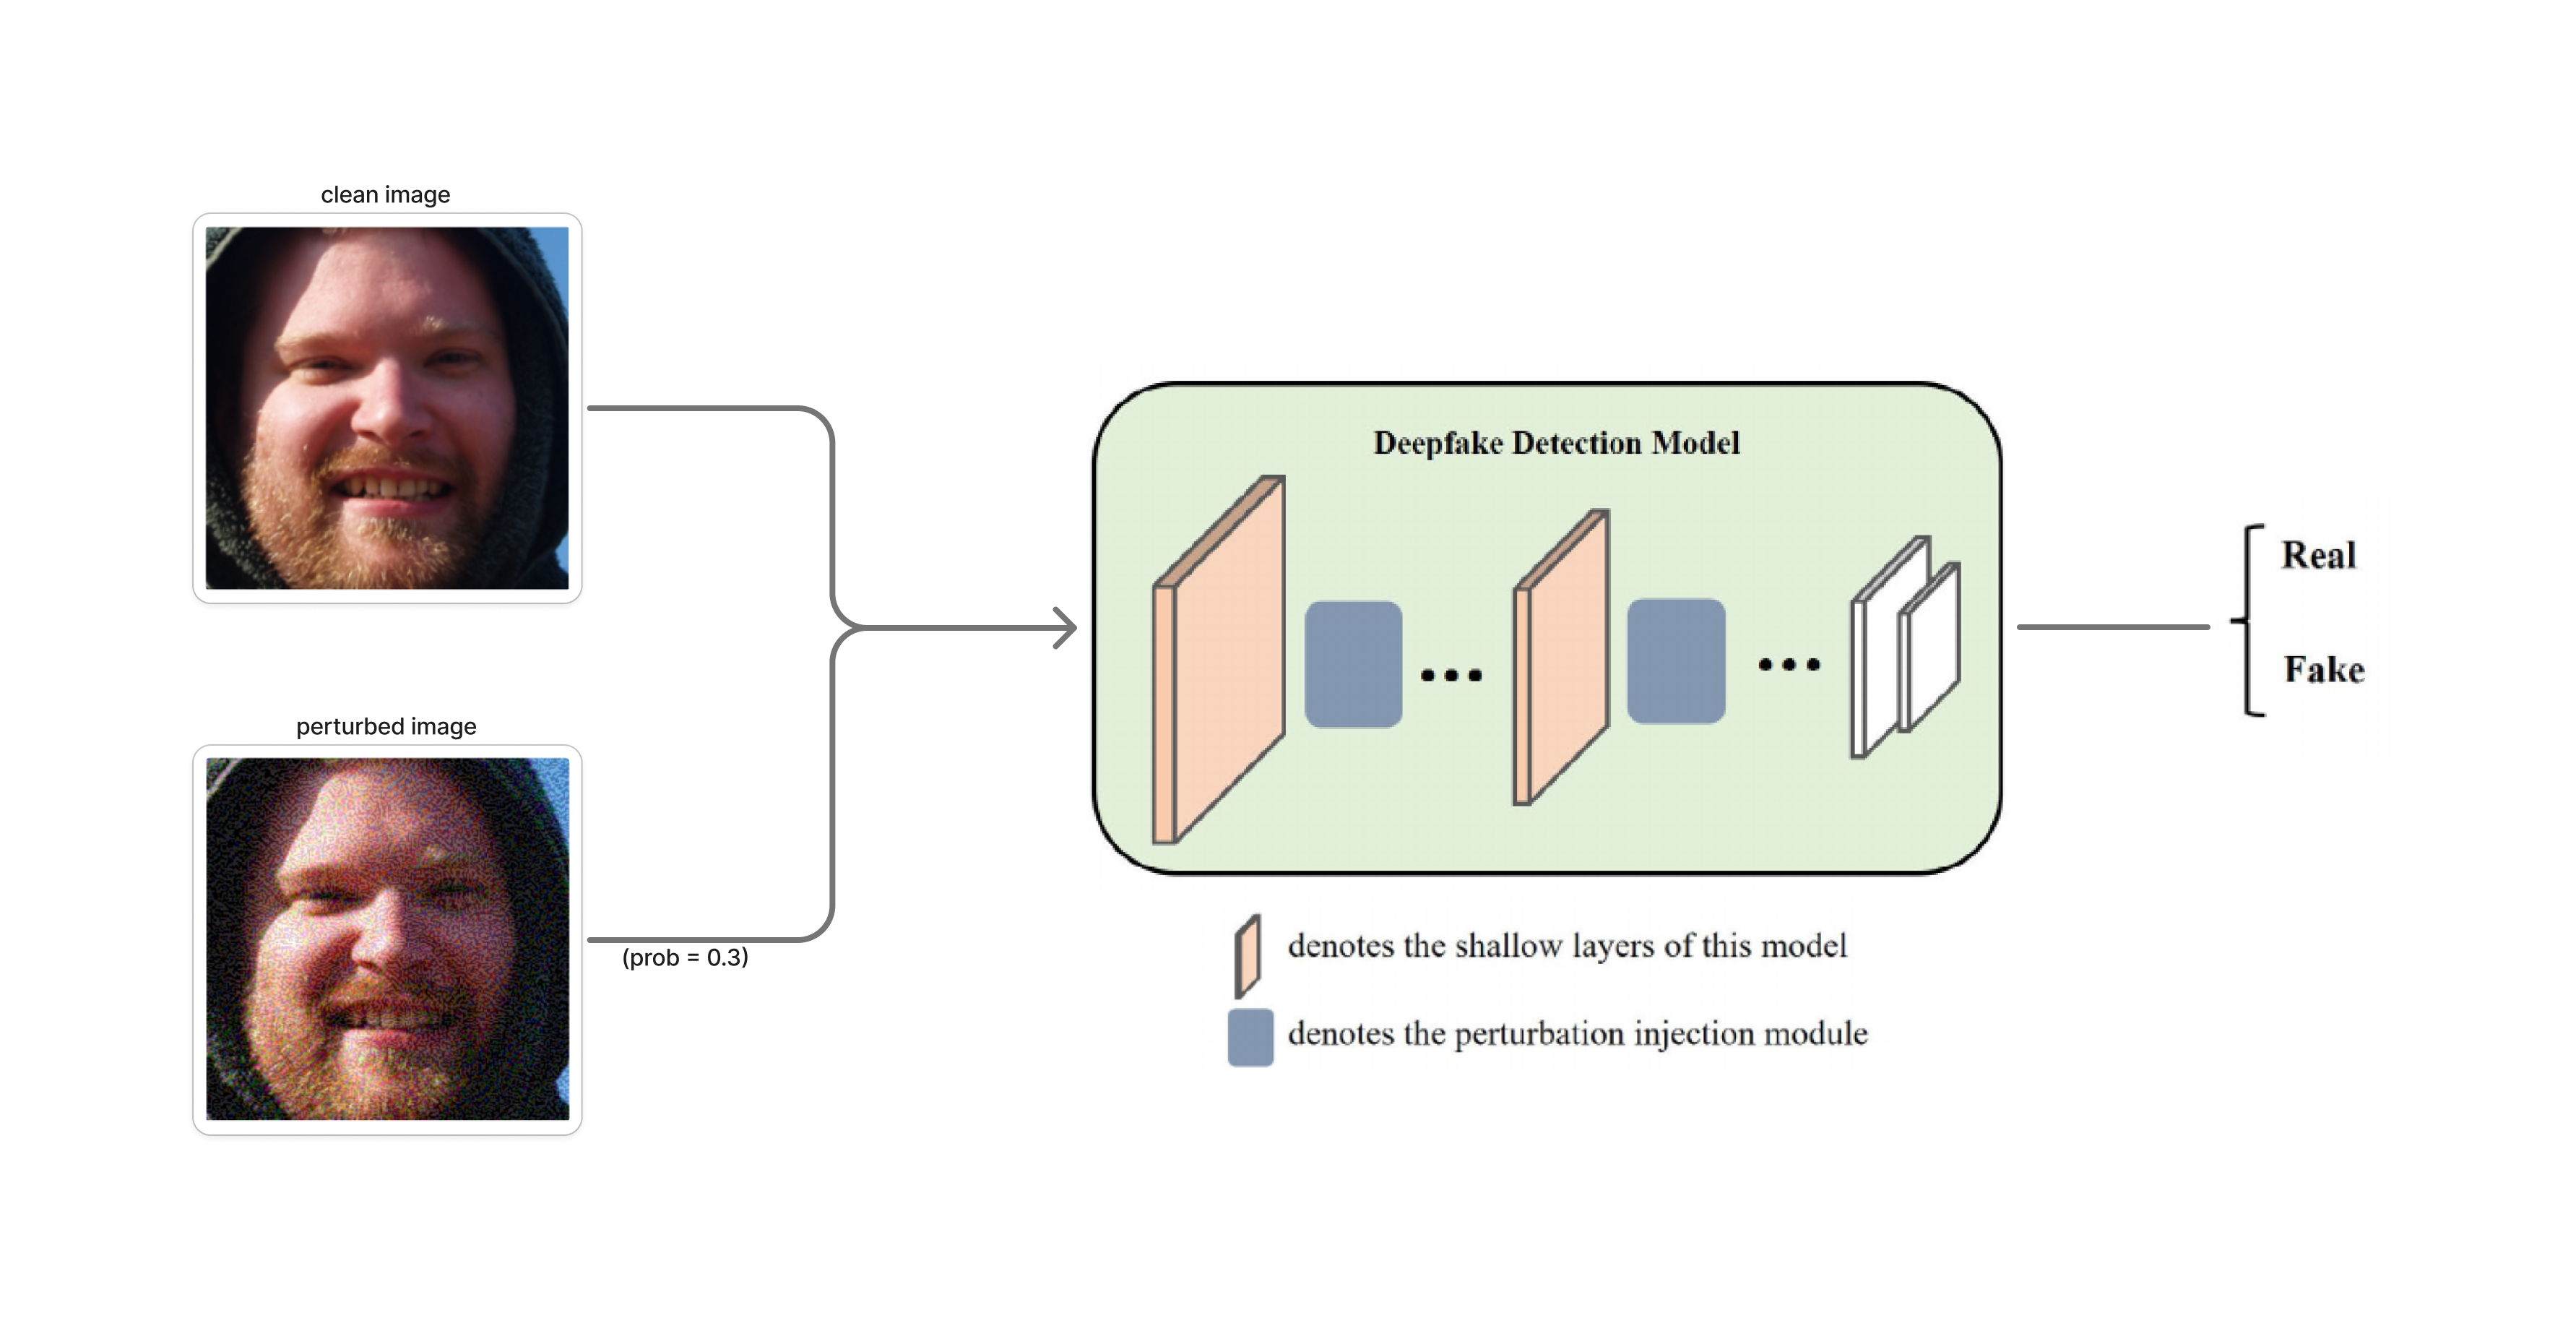 clean image
perturbed image
(prob = 0.3)
Deepfake Detection Model
denotes the shallow layers of this model
denotes the perturbation injection module
Real
Fake